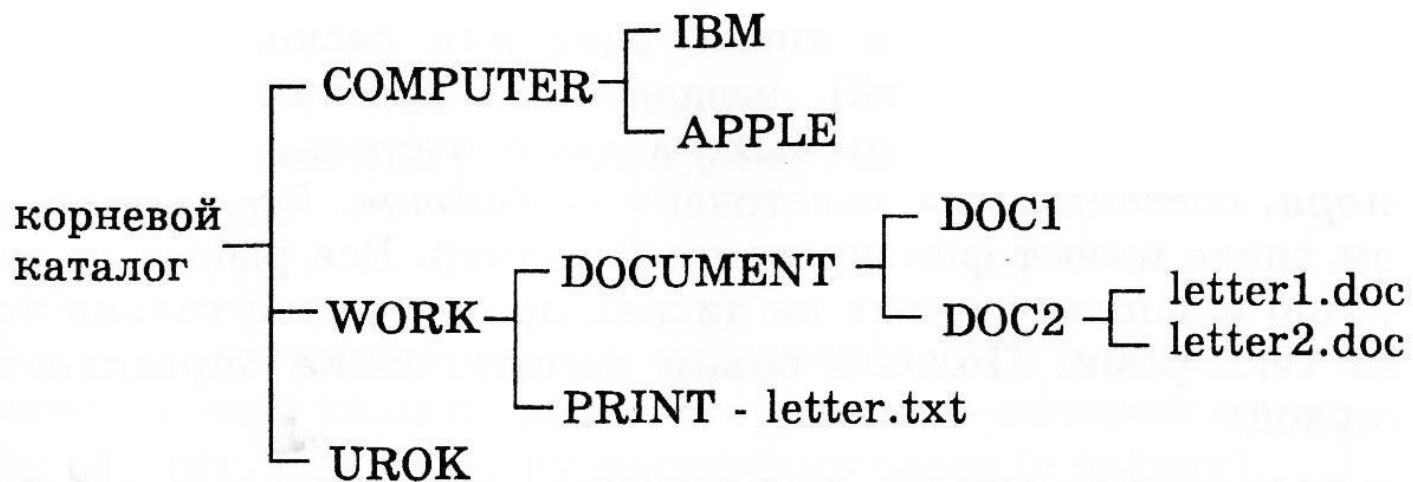 IBM
COMPUTER
APPLE
корневой
каталог
DOC1
DOCUMENT
letter1.doc
WORK
DOC2
letter2.doc
PRINT - letter.txt
UROK